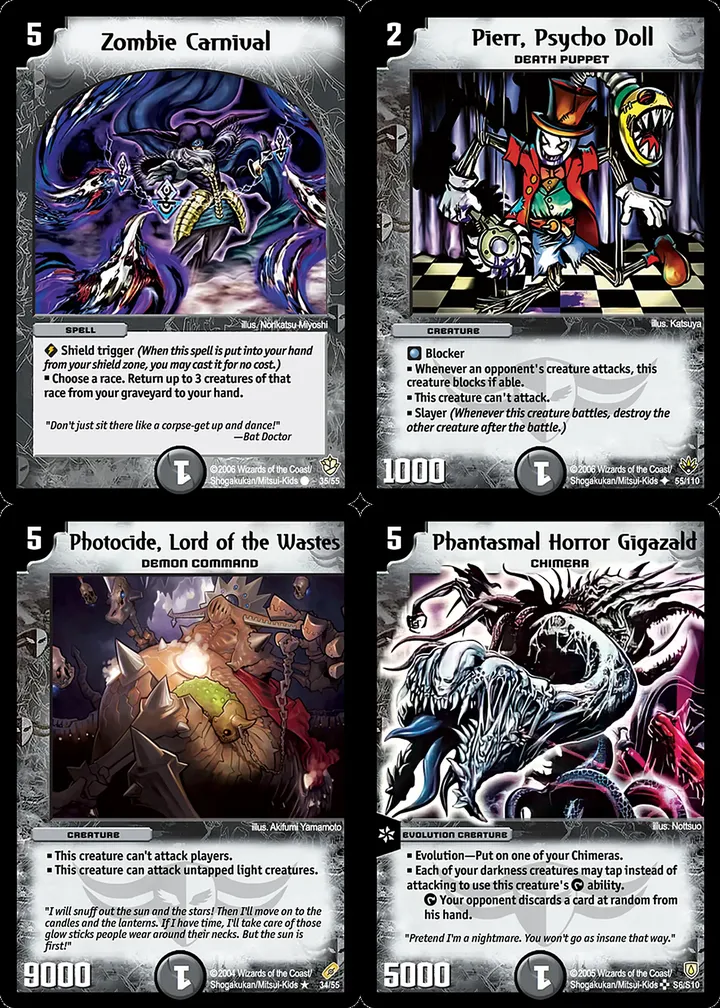 5
Zombie Carnival
illus. Norikatsu Miyoshi
SPELL
Shield trigger (When this spell is put into your hand
from your shield zone, you may cast it for no cost.)
▪ Choose a race. Return up to 3 creatures of that
race from your graveyard to your hand.
"Don't just sit there like a corpse-get up and dance!"
—Bat Doctor
1
©2006 Wizards of the Coast/
Shogakukan/Mitsui-Kids ● 35/55
2
Pierr, Psycho Doll
DEATH PUPPET
illus. Katsuya
CREATURE
Blocker
▪ Whenever an opponent's creature attacks, this
creature blocks if able.
▪ This creature can't attack.
▪ Slayer (Whenever this creature battles, destroy the
other creature after the battle.)
1000
1
©2006 Wizards of the Coast/
Shogakukan/Mitsui-Kids ✦ 55/110
5
Photocide, Lord of the Wastes
DEMON COMMAND
illus. Akifumi Yamamoto
CREATURE
▪ This creature can't attack players.
▪ This creature can attack untapped light creatures.
"I will snuff out the sun and the stars! Then I'll move on to the
candles and the lanterns. If I have time, I'll take care of those
glow sticks people wear around their necks. But the sun is
first!"
9000
1
©2004 Wizards of the Coast/
Shogakukan/Mitsui-Kids ★ 34/55
5
Phantasmal Horror Gigazald
CHIMERA
illus. Nottsuo
EVOLUTION CREATURE
▪ Evolution—Put on one of your Chimeras.
▪ Each of your darkness creatures may tap instead of
attacking to use this creature's ability.
Your opponent discards a card at random from
his hand.
"Pretend I'm a nightmare. You won't go as insane that way."
5000
1
©2005 Wizards of the Coast/
Shogakukan/Mitsui-Kids S6/S10